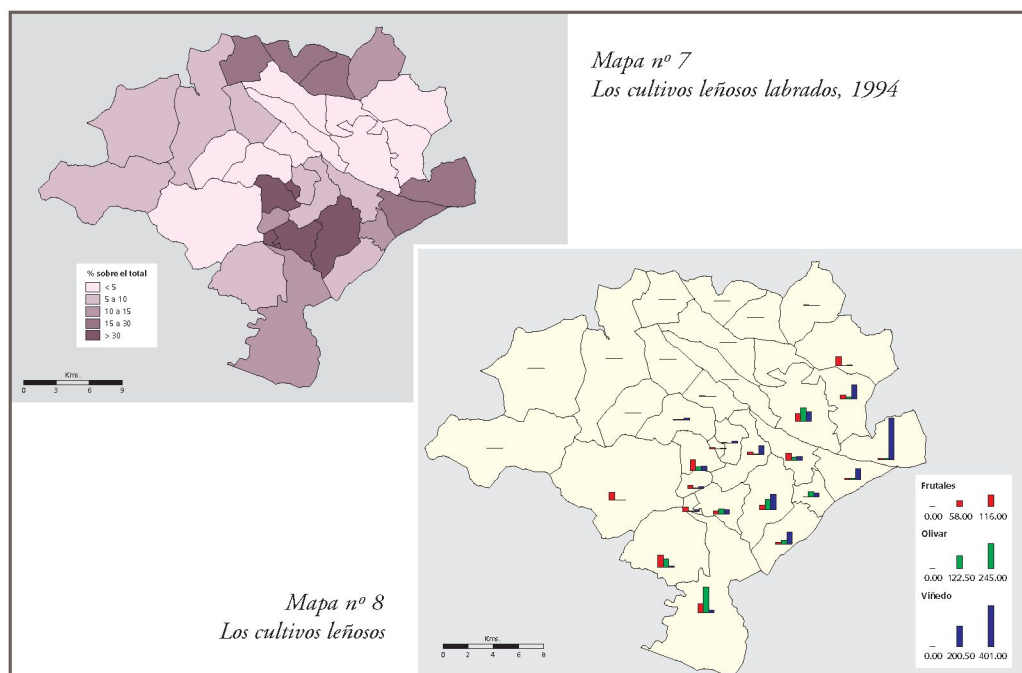 Mapa nº 7
Los cultivos leñosos labrados, 1994
% sobre el total
< 5
5 a 10
10 a 15
15 a 30
> 30
Kms.
0 3 6 9
Mapa nº 8
Los cultivos leñosos
Kms.
0 2 4 6 8
Frutales
0.00 58.00 116.00
Olivar
0.00 122.50 245.00
Viñedo
0.00 200.50 401.00